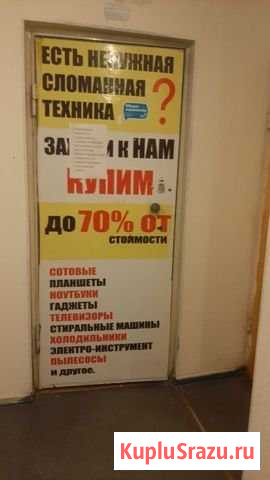 ЕСТЬ НЕНУЖНАЯ
СЛОМАННАЯ
ТЕХНИКА ?
К НАМ
КУПИМ
ДО 70% ОТ
СТОИМОСТИ
СОТОВЫЕ
ПЛАНШЕТЫ
НОУТБУКИ
ГАДЖЕТЫ
ТЕЛЕВИЗОРЫ
СТИРАЛЬНЫЕ МАШИНЫ
ХОЛОДИЛЬНИКИ
ЭЛЕКТРО-ИНСТРУМЕНТ
ПЫЛЕСОСЫ
и другое.
KupluSrazu.ru